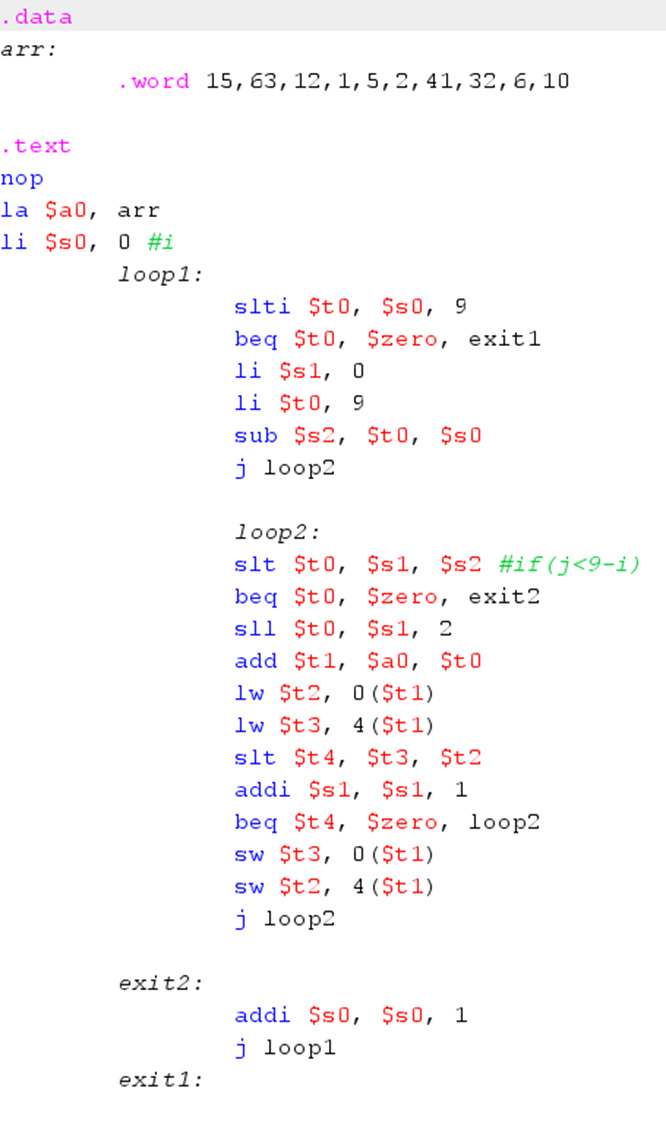 .data
arr:
.word 15,63,12,1,5,2,41,32,6,10
.text
nop
la $a0, arr
li $s0, 0 #i
loop1:
slti $t0, $s0, 9
beq $t0, $zero, exit1
li $s1, 0
li $t0, 9
sub $s2, $t0, $s0
j loop2
loop2:
slt $t0, $s1, $s2 #if(j<9-i)
beq $t0, $zero, exit2
sll $t0, $s1, 2
add $t1, $a0, $t0
lw $t2, 0($t1)
lw $t3, 4($t1)
slt $t4, $t3, $t2
addi $s1, $s1, 1
beq $t4, $zero, loop2
sw $t3, 0($t1)
sw $t2, 4($t1)
j loop2
exit2:
addi $s0, $s0, 1
j loop1
exit1: